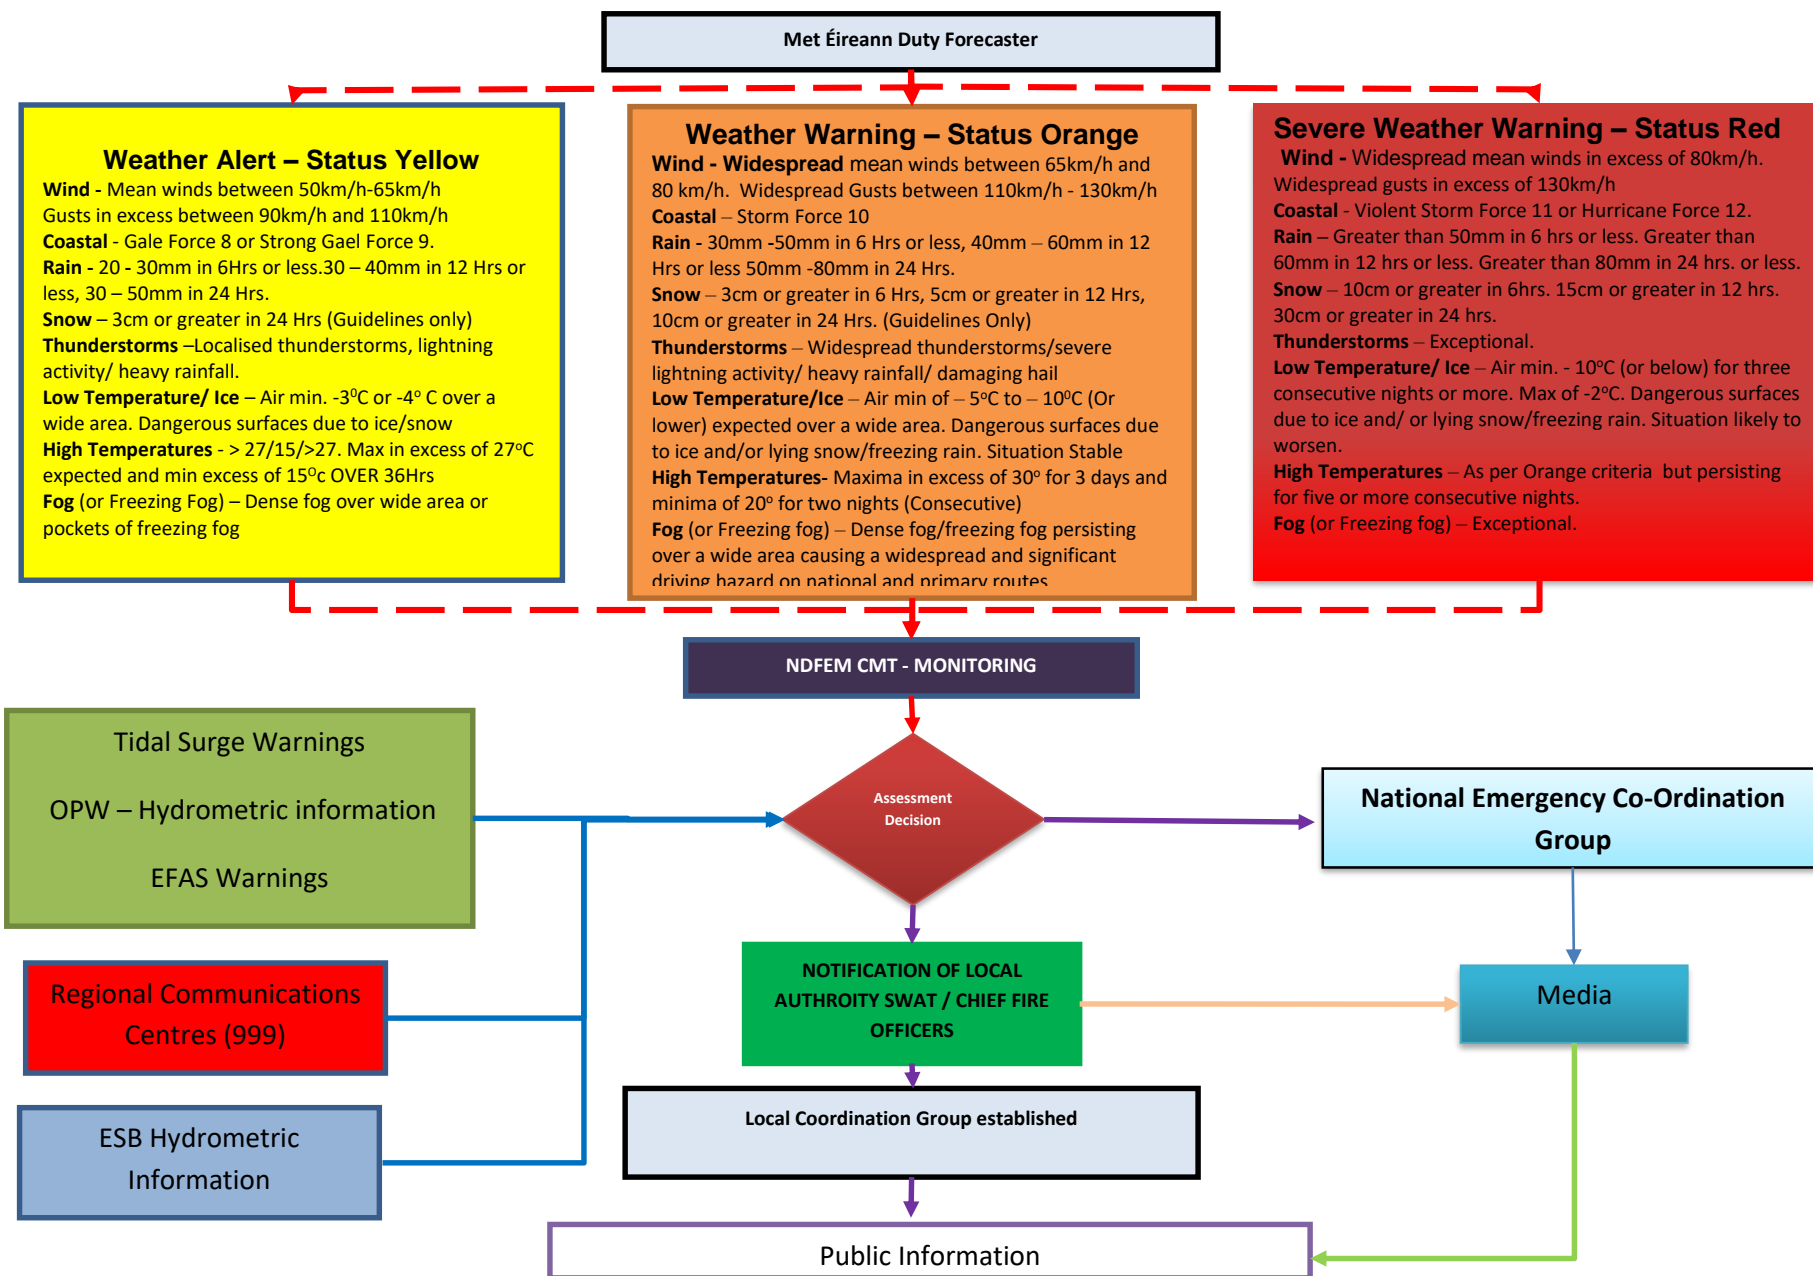 Met Éireann Duty Forecaster
Weather Alert – Status Yellow
Wind - Mean winds between 50km/h-65km/h
Gusts in excess between 90km/h and 110km/h
Coastal - Gale Force 8 or Strong Gael Force 9.
Rain - 20 - 30mm in 6Hrs or less.30 – 40mm in 12 Hrs or
less, 30 – 50mm in 24 Hrs.
Snow – 3cm or greater in 24 Hrs (Guidelines only)
Thunderstorms –Localised thunderstorms, lightning
activity/ heavy rainfall.
Low Temperature/ Ice – Air min. -3⁰C or -4° C over a
wide area. Dangerous surfaces due to ice/snow
High Temperatures - > 27/15/>27. Max in excess of 27°C
expected and min excess of 15ᴼc OVER 36Hrs
Fog (or Freezing Fog) – Dense fog over wide area or
pockets of freezing fog
Weather Warning – Status Orange
Wind - Widespread mean winds between 65km/h and
80 km/h.  Widespread Gusts between 110km/h - 130km/h
Coastal – Storm Force 10
Rain - 30mm -50mm in 6 Hrs or less, 40mm – 60mm in 12
Hrs or less 50mm -80mm in 24 Hrs.
Snow – 3cm or greater in 6 Hrs, 5cm or greater in 12 Hrs,
10cm or greater in 24 Hrs. (Guidelines Only)
Thunderstorms – Widespread thunderstorms/severe
lightning activity/ heavy rainfall/ damaging hail
Low Temperature/Ice – Air min of – 5°C to – 10⁰C (Or
lower) expected over a wide area. Dangerous surfaces due
to ice and/or lying snow/freezing rain. Situation Stable
High Temperatures- Maxima in excess of 30° for 3 days and
minima of 20° for two nights (Consecutive)
Fog (or Freezing fog) – Dense fog/freezing fog persisting
over a wide area causing a widespread and significant
driving hazard on national and primary routes
Severe Weather Warning – Status Red
Wind - Widespread mean winds in excess of 80km/h.
Widespread gusts in excess of 130km/h
Coastal - Violent Storm Force 11 or Hurricane Force 12.
Rain – Greater than 50mm in 6 hrs or less. Greater than
60mm in 12 hrs or less. Greater than 80mm in 24 hrs. or less.
Snow – 10cm or greater in 6hrs. 15cm or greater in 12 hrs.
30cm or greater in 24 hrs.
Thunderstorms – Exceptional.
Low Temperature/ Ice – Air min. - 10°C (or below) for three
consecutive nights or more. Max of -2°C. Dangerous surfaces
due to ice and/ or lying snow/freezing rain. Situation likely to
worsen.
High Temperatures – As per Orange criteria  but persisting
for five or more consecutive nights.
Fog (or Freezing fog) – Exceptional.
NDFEM CMT - MONITORING
Tidal Surge Warnings
OPW – Hydrometric information
EFAS Warnings
Assessment
Decision
National Emergency Co-Ordination
Group
Regional Communications
Centres (999)
NOTIFICATION OF LOCAL
AUTHROITY SWAT / CHIEF FIRE
OFFICERS
Media
ESB Hydrometric
Information
Local Coordination Group established
Public Information